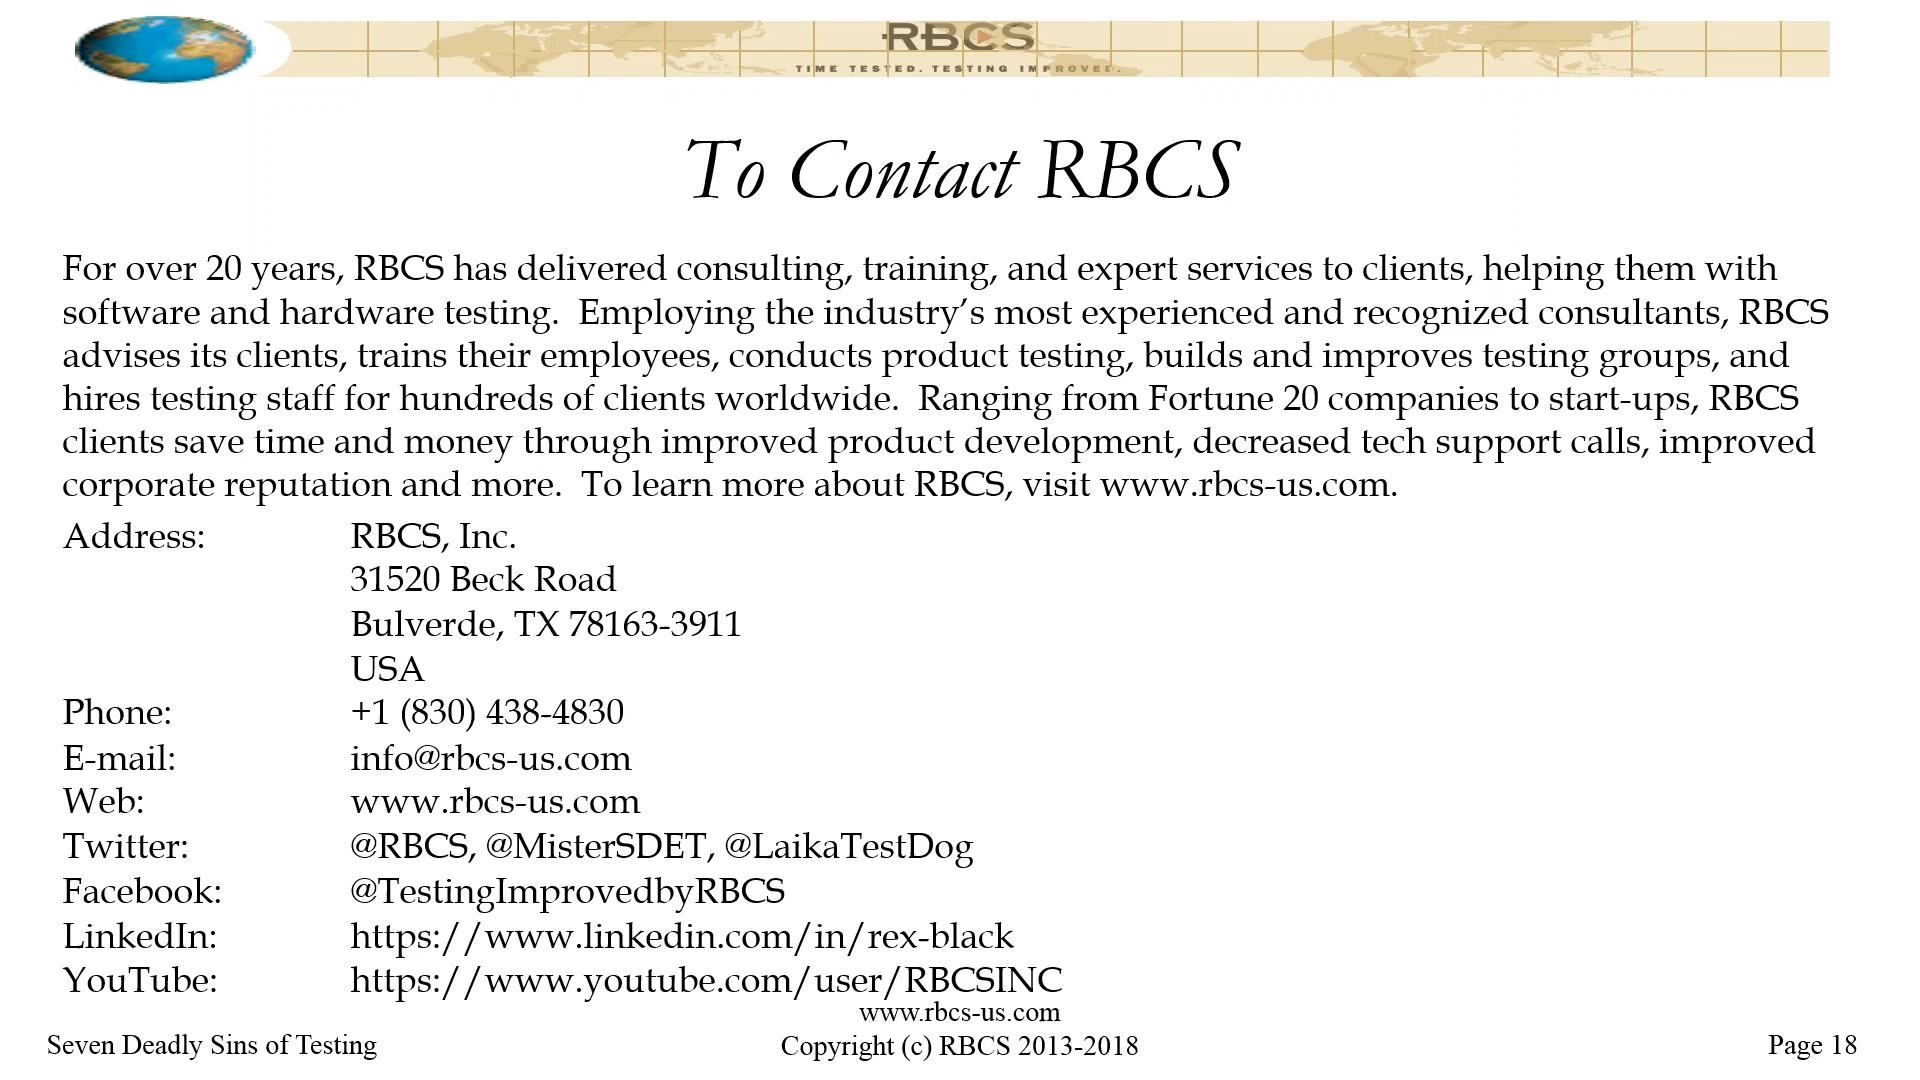 RBCS
TIME TESTED. TESTING IMPROVED.
To Contact RBCS
For over 20 years, RBCS has delivered consulting, training, and expert services to clients, helping them with
software and hardware testing.  Employing the industry’s most experienced and recognized consultants, RBCS
advises its clients, trains their employees, conducts product testing, builds and improves testing groups, and
hires testing staff for hundreds of clients worldwide.  Ranging from Fortune 20 companies to start-ups, RBCS
clients save time and money through improved product development, decreased tech support calls, improved
corporate reputation and more.  To learn more about RBCS, visit www.rbcs-us.com.
Address: RBCS, Inc.
31520 Beck Road
Bulverde, TX 78163-3911
USA
Phone: +1 (830) 438-4830
E-mail: info@rbcs-us.com
Web: www.rbcs-us.com
Twitter: @RBCS, @MisterSDET, @LaikaTestDog
Facebook: @TestingImprovedbyRBCS
LinkedIn: https://www.linkedin.com/in/rex-black
YouTube: https://www.youtube.com/user/RBCSINC
www.rbcs-us.com
Seven Deadly Sins of Testing Copyright (c) RBCS 2013-2018 Page 18